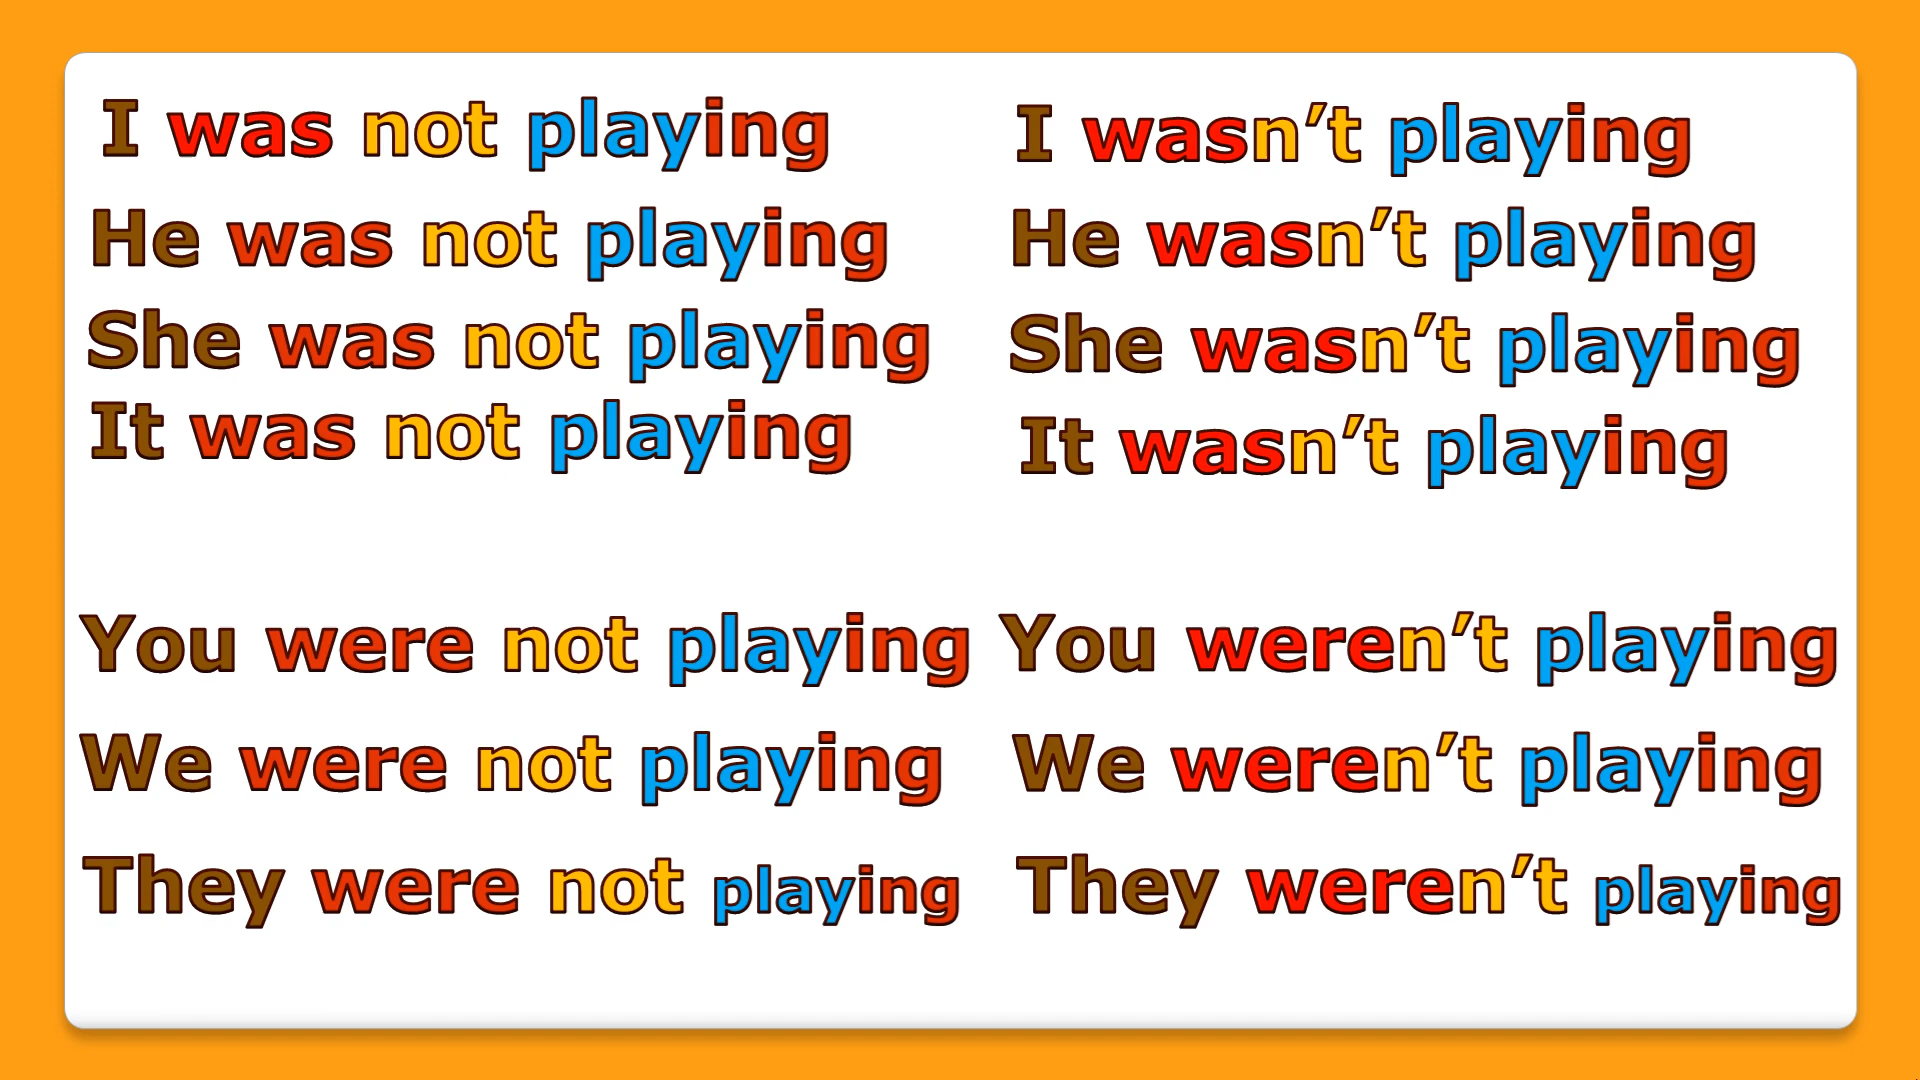 I was not playing
He was not playing
She was not playing
It was not playing
You were not playing
We were not playing
They were not playing
I wasn’t playing
He wasn’t playing
She wasn’t playing
It wasn’t playing
You weren’t playing
We weren’t playing
They weren’t playing